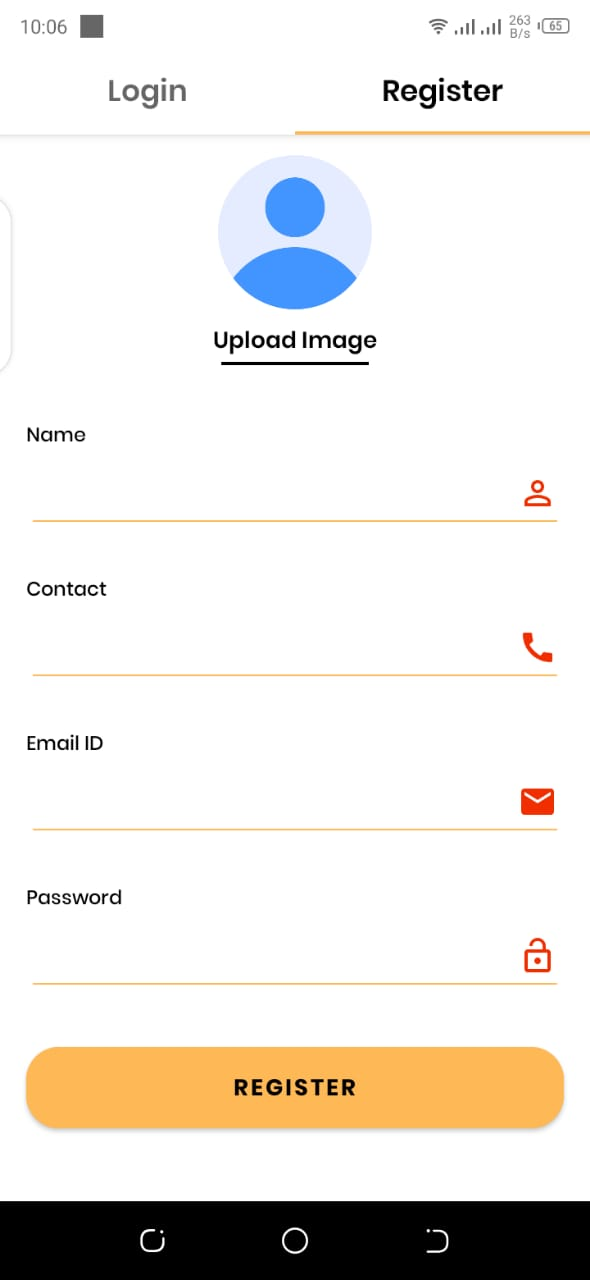 10:06 263 B/s 65
Login Register
Upload Image
Name
Contact
Email ID
Password
REGISTER